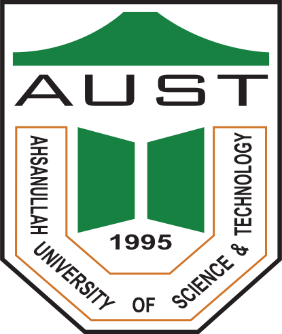 AUST
1995
AHSANULLAH UNIVERSITY OF SCIENCE & TECHNOLOGY